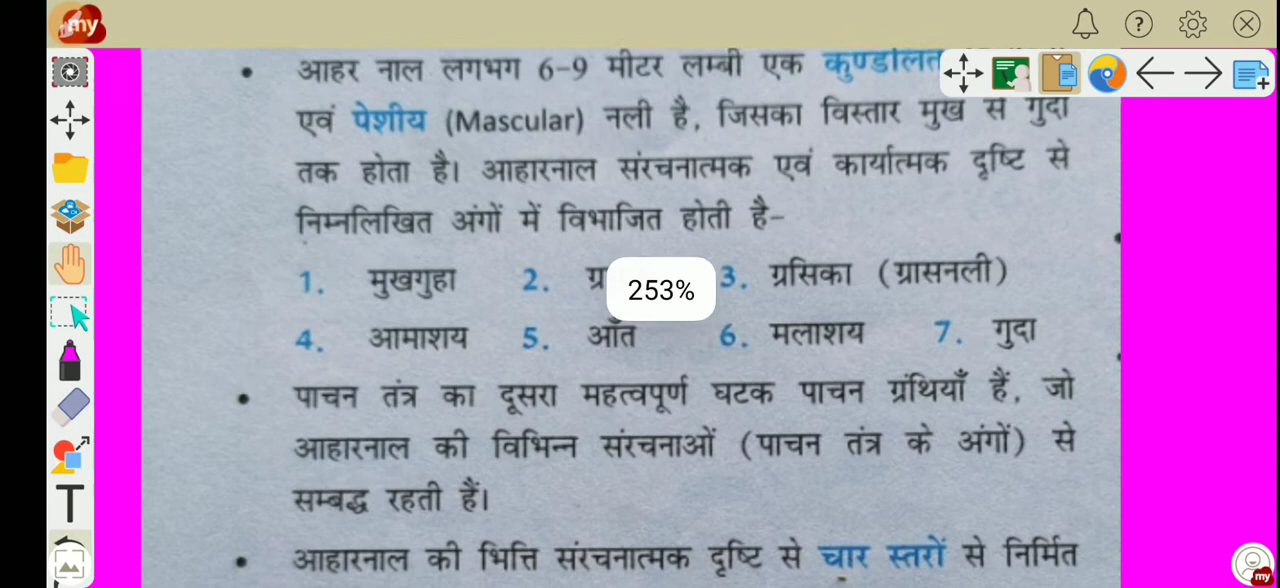 my
आहर नाल लगभग 6-9 मीटर लम्बी एक कुण्डलित
एवं पेशीय (Mascular) नली है, जिसका विस्तार मुख से गुदा
तक होता है। आहारनाल संरचनात्मक एवं कार्यात्मक दृष्टि से
निम्नलिखित अंगों में विभाजित होती है-
1. मुखगुहा 2. 3. ग्रसिका (ग्रासनली)
253%
4. आमाशय 5. आँत 6. मलाशय 7. गुदा
पाचन तंत्र का दूसरा महत्वपूर्ण घटक पाचन ग्रंथियाँ हैं, जो
आहारनाल की विभिन्न संरचनाओं (पाचन तंत्र के अंगों) से
सम्बद्ध रहती हैं।
आहारनाल की भित्ति संरचनात्मक दृष्टि से चार स्तरों से निर्मित
T
my